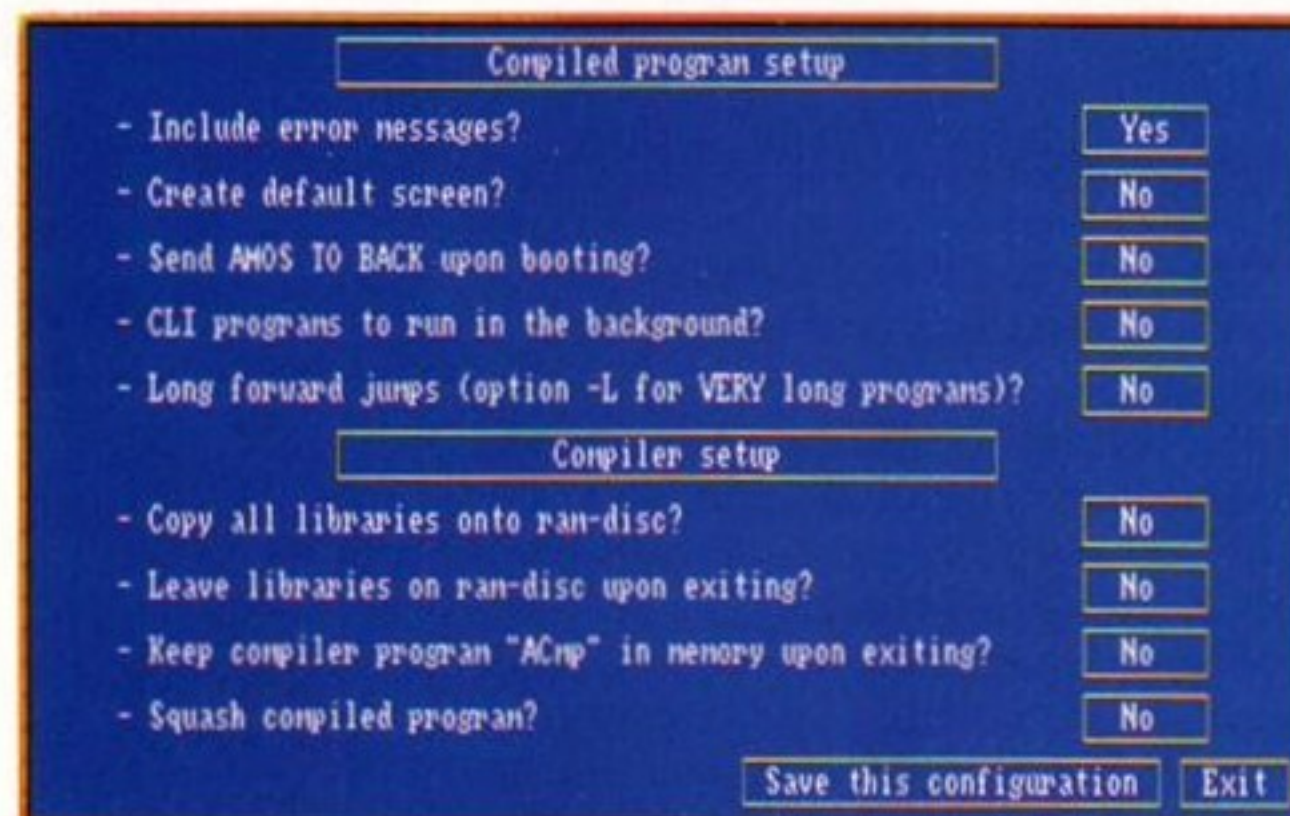 Compiled program setup
- Include error messages? Yes
- Create default screen? No
- Send AMOS TO BACK upon booting? No
- CLI programs to run in the background? No
- Long forward jumps (option -L for VERY long programs)? No
Compiler setup
- Copy all libraries onto ram-disc? No
- Leave libraries on ram-disc upon exiting? No
- Keep compiler program "ACmp" in memory upon exiting? No
- Squash compiled program? No
Save this configuration Exit